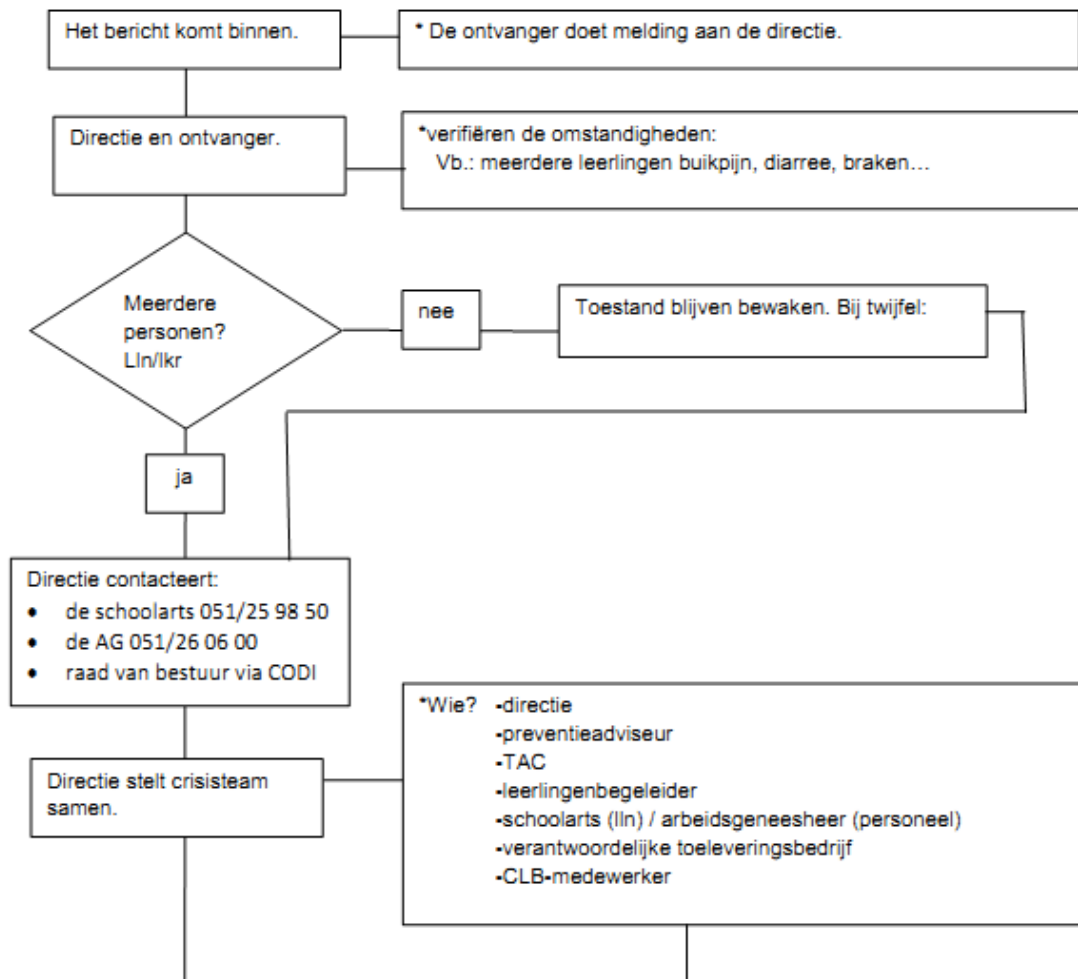 Het bericht komt binnen.
* De ontvanger doet melding aan de directie.
Directie en ontvanger.
*verifiëren de omstandigheden:
Vb.: meerdere leerlingen buikpijn, diarree, braken…
Meerdere
personen?
Lln/lkr
nee
Toestand blijven bewaken. Bij twijfel:
ja
Directie contacteert:
• de schoolarts 051/25 98 50
• de AG 051/26 06 00
• raad van bestuur via CODI
Directie stelt crisisteam
samen.
*Wie? -directie
-preventieadviseur
-TAC
-leerlingenbegeleider
-schoolarts (lln) / arbeidsgeneesheer (personeel)
-verantwoordelijke toeleveringsbedrijf
-CLB-medewerker